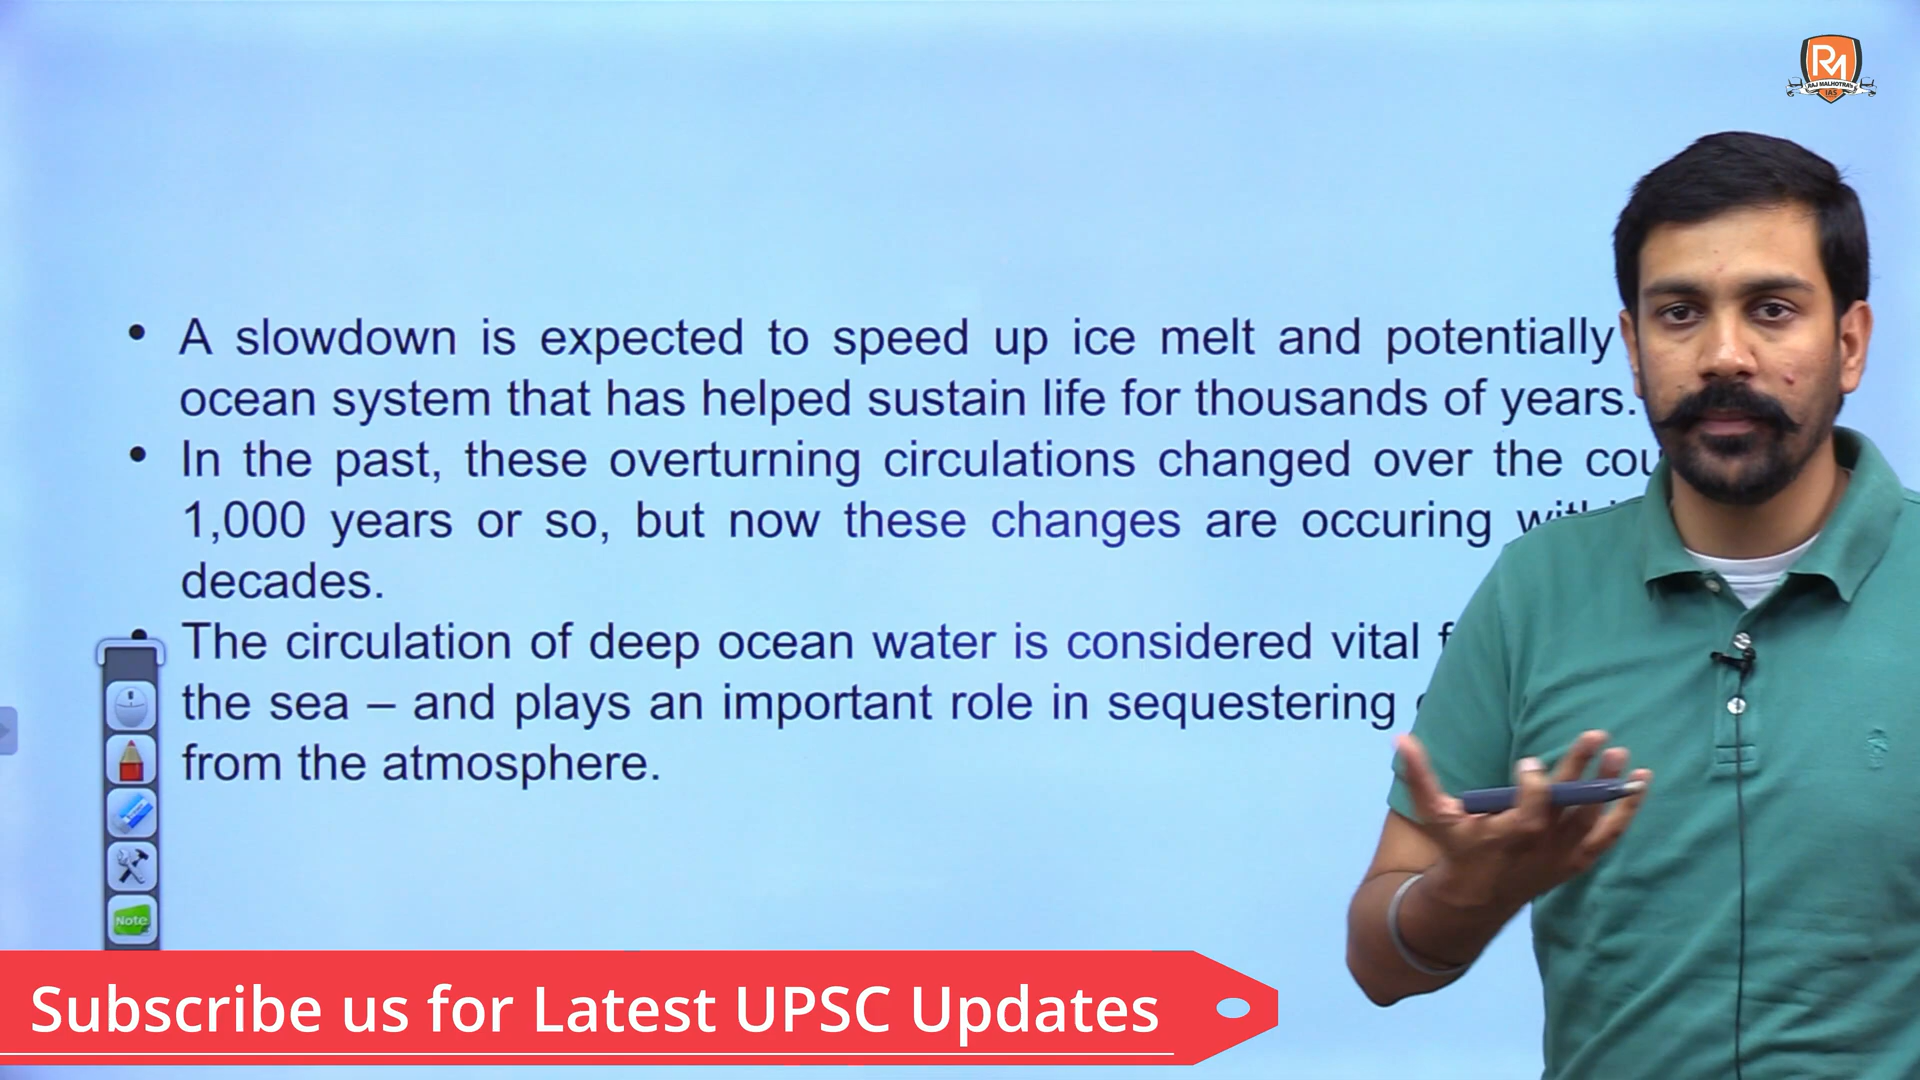 RM
RAJ MALHOTRA'S
IAS
• A slowdown is expected to speed up ice melt and potentially
ocean system that has helped sustain life for thousands of years.
• In the past, these overturning circulations changed over the
1,000 years or so, but now these changes are occuring
decades.
• The circulation of deep ocean water is considered vital
the sea – and plays an important role in sequestering
from the atmosphere.
Note
Subscribe us for Latest UPSC Updates